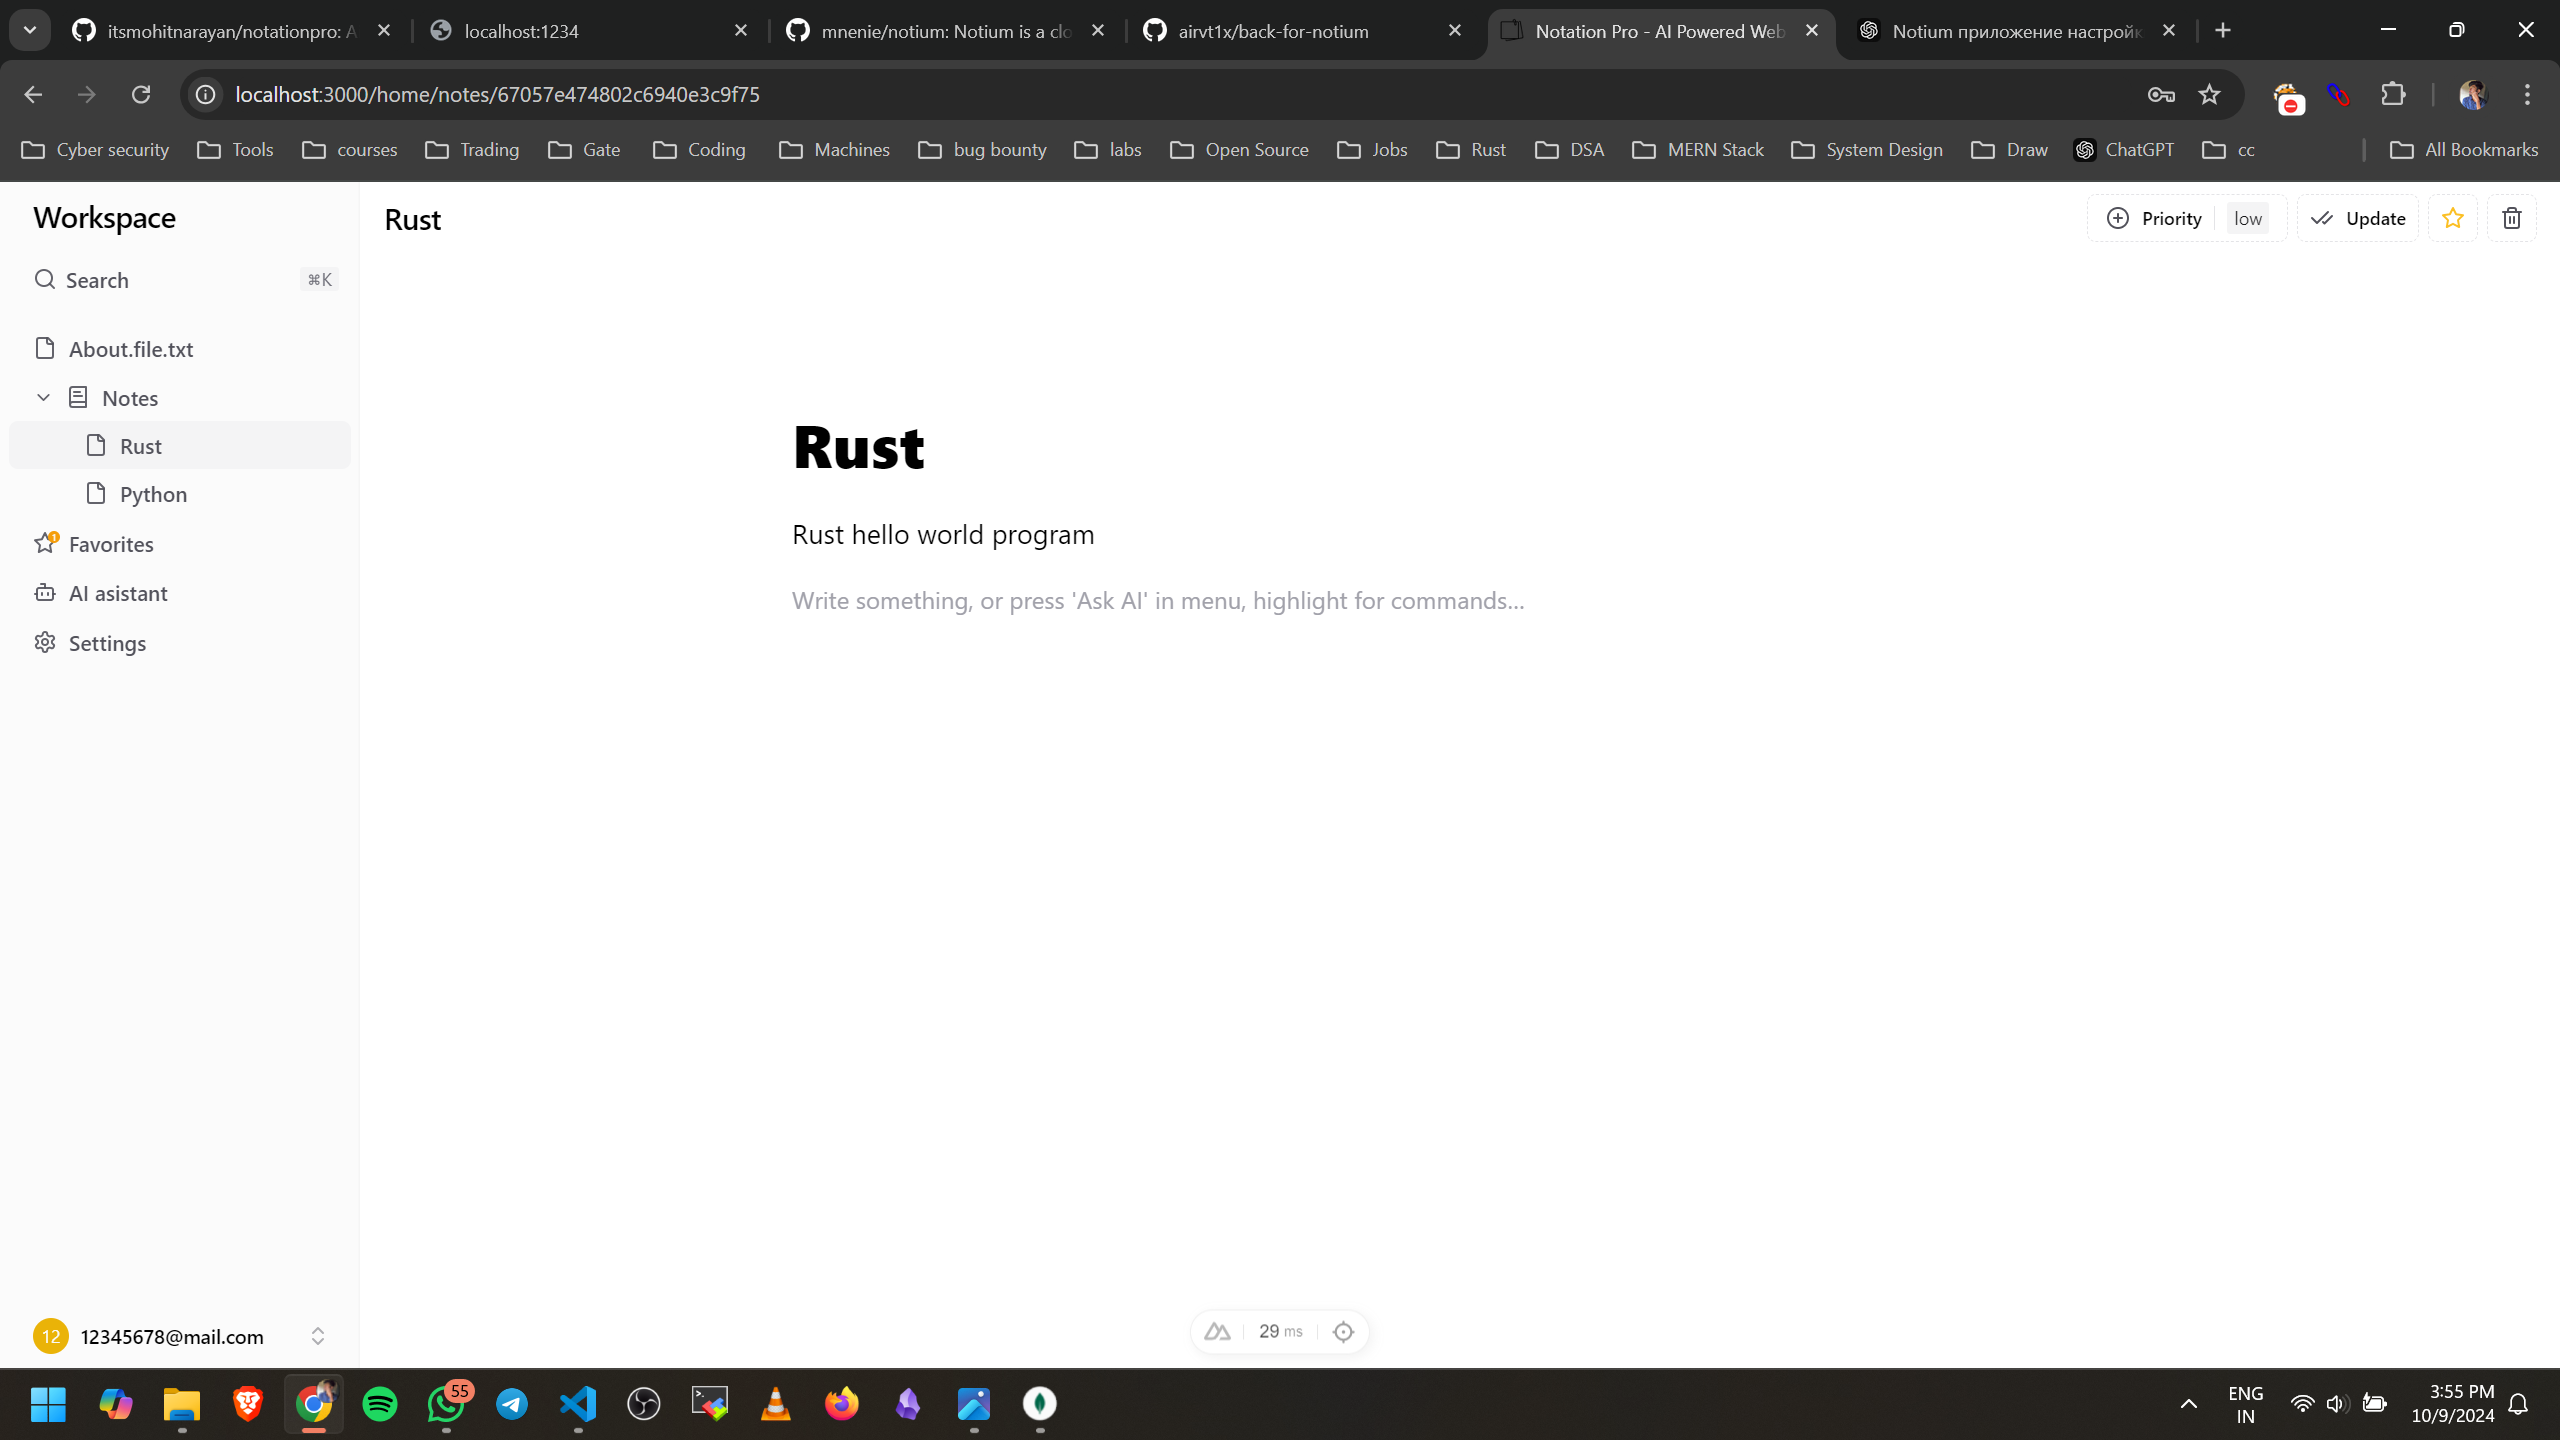 itsmohitnarayan/notationpro: A
localhost:1234
mnenie/notium: Notium is a clo
airvt1x/back-for-notium
Notation Pro - AI Powered Web
Notium приложение настройк
localhost:3000/home/notes/67057e474802c6940e3c9f75
Cyber security
Tools
courses
Trading
Gate
Coding
Machines
bug bounty
labs
Open Source
Jobs
Rust
DSA
MERN Stack
System Design
Draw
ChatGPT
cc
All Bookmarks
Workspace
Search
⌘K
About.file.txt
Notes
Rust
Python
1
Favorites
AI asistant
Settings
12
12345678@mail.com
Rust
Priority
low
Update
Rust
Rust hello world program
Write something, or press 'Ask AI' in menu, highlight for commands...
29 ms
55
ENG
IN
3:55 PM
10/9/2024